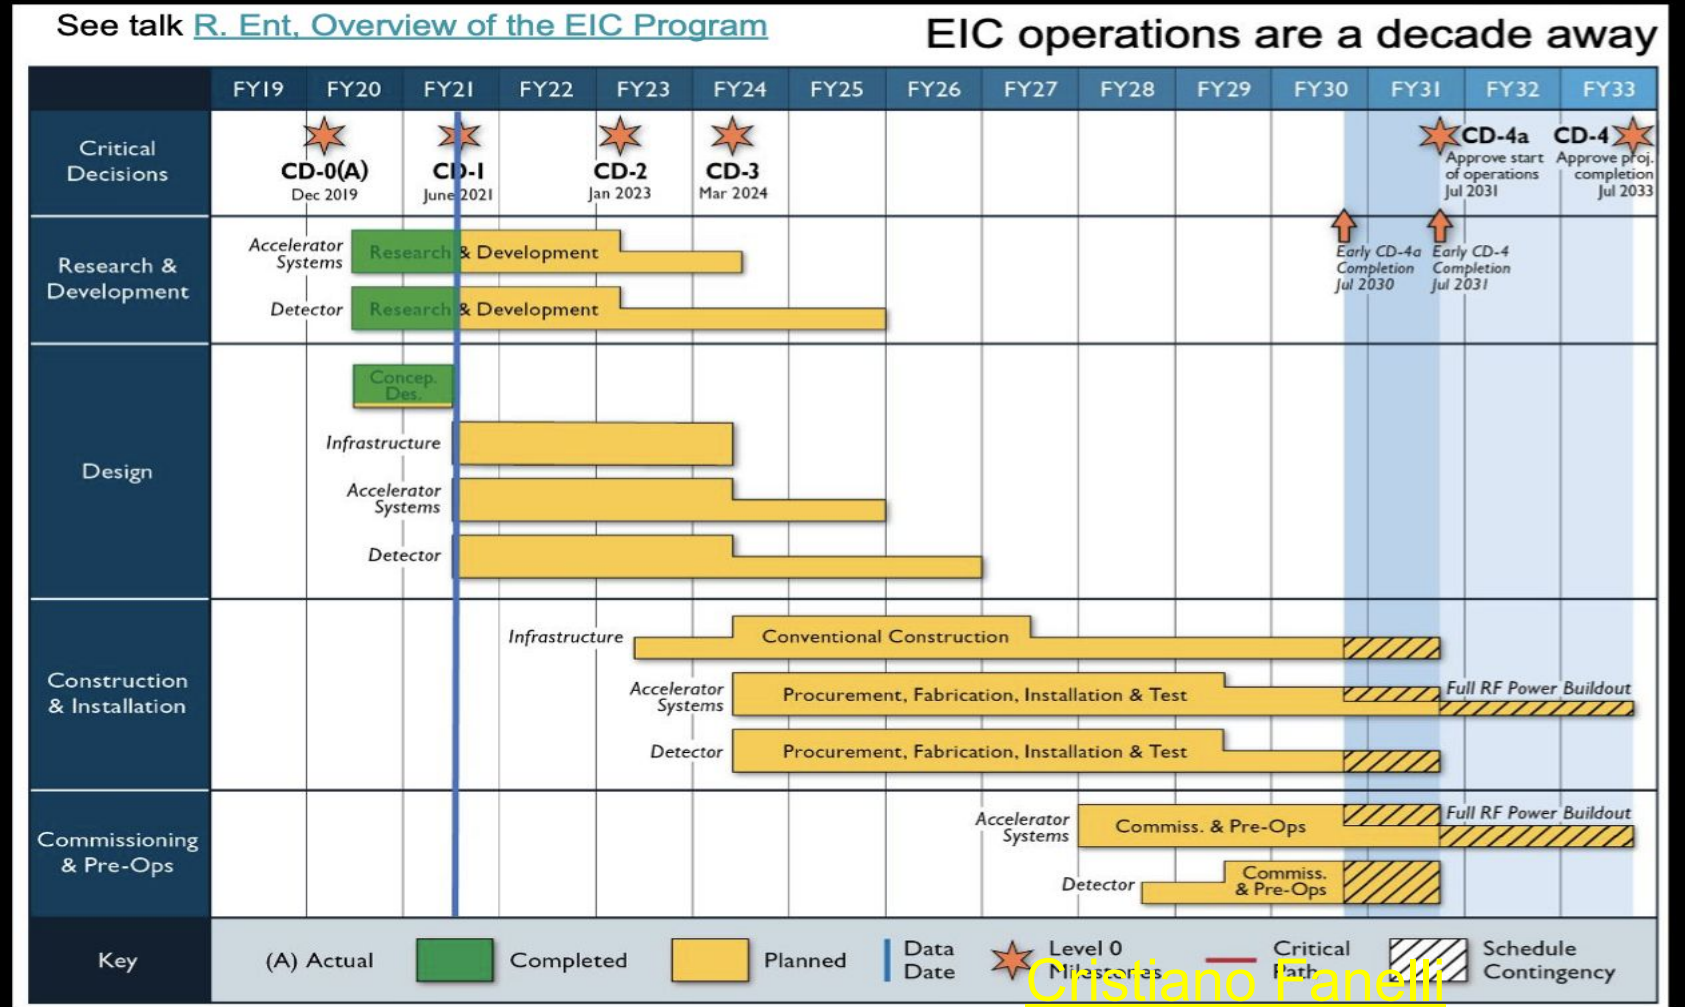 See talk R. Ent, Overview of the EIC Program
EIC operations are a decade away
FY19 FY20 FY21 FY22 FY23 FY24 FY25 FY26 FY27 FY28 FY29 FY30 FY31 FY32 FY33
Critical
Decisions
CD-0(A)
Dec 2019
CD-1
June 2021
CD-2
Jan 2023
CD-3
Mar 2024
CD-4a
Approve start
of operations
Jul 2031
CD-4
Approve proj.
completion
Jul 2033
Early CD-4a
Completion
Jul 2030
Early CD-4
Completion
Jul 2031
Research &
Development
Accelerator
Systems
Research & Development
Detector
Research & Development
Design
Concep.
Des.
Infrastructure
Accelerator
Systems
Detector
Construction
& Installation
Infrastructure
Conventional Construction
Accelerator
Systems
Procurement, Fabrication, Installation & Test
Full RF Power Buildout
Detector
Procurement, Fabrication, Installation & Test
Commissioning
& Pre-Ops
Accelerator
Systems
Commiss. & Pre-Ops
Full RF Power Buildout
Detector
Commiss.
& Pre-Ops
Key
(A) Actual
Completed
Planned
Data
Date
Level 0
Milestones
Critical
Path
Schedule
Contingency
Cristiano Fanelli